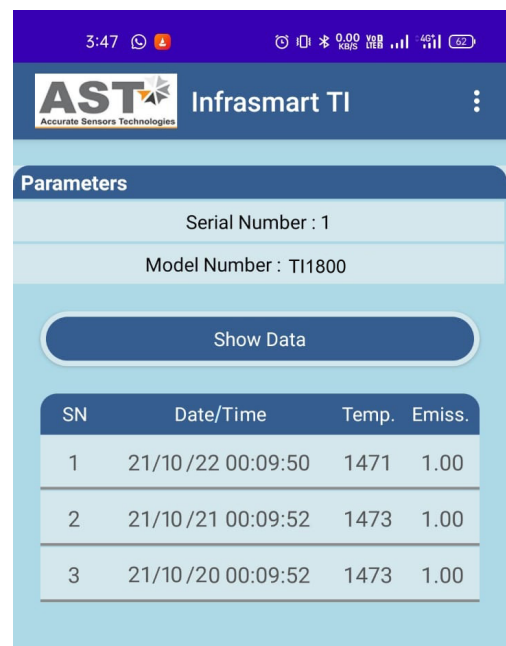 3:47 0.00 KB/S Vo LTE 4G 62
AST
Accurate Sensors Technologies
Infrasmart TI
Parameters
Serial Number : 1
Model Number : TI1800
Show Data
SN Date/Time Temp. Emiss.
1 21/10/22 00:09:50 1471 1.00
2 21/10/21 00:09:52 1473 1.00
3 21/10/20 00:09:52 1473 1.00